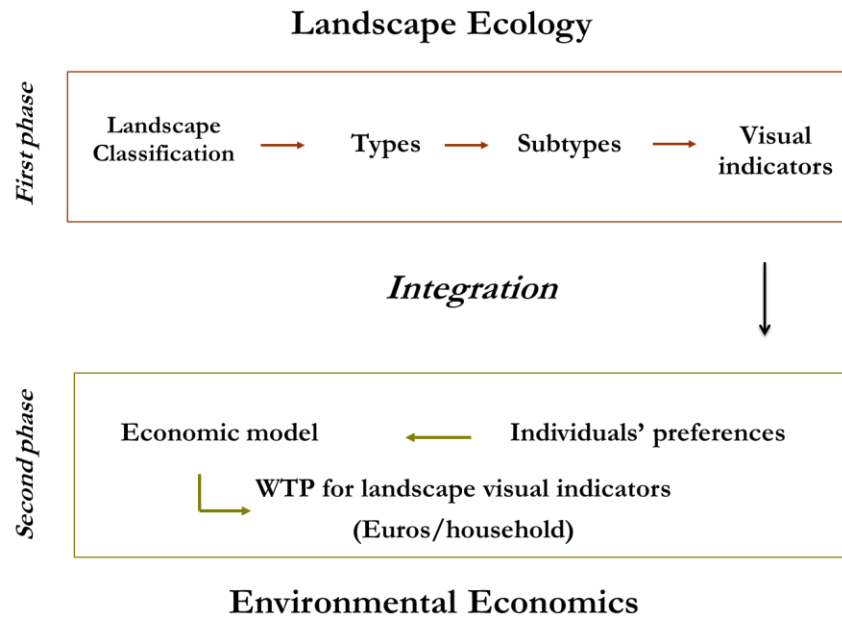 Landscape Ecology
First phase
Landscape
Classification
Types
Subtypes
Visual
indicators
Integration
Second phase
Economic model
Individuals' preferences
WTP for landscape visual indicators
(Euros/household)
Environmental Economics